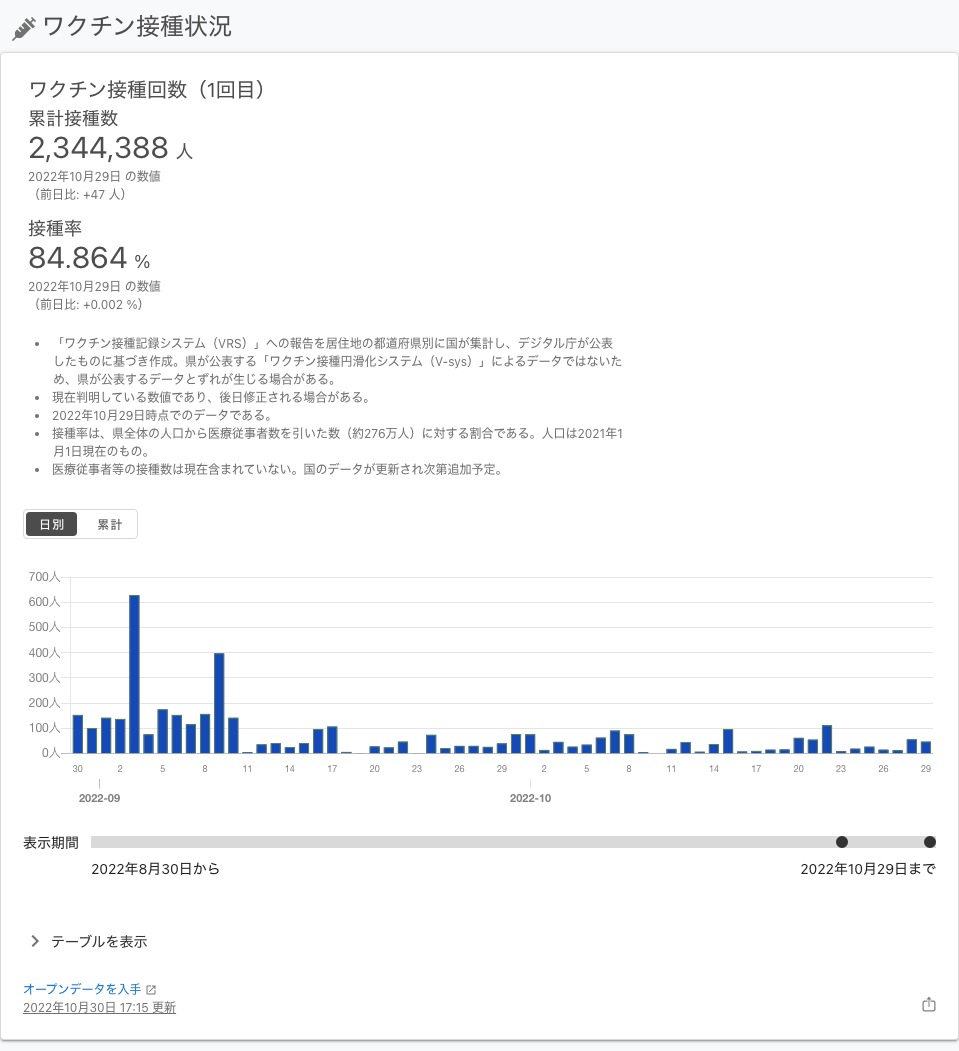 ワクチン接種状況
ワクチン接種回数（1回目）
累計接種数
2,344,388 人
2022年10月29日 の数値
（前日比: +47 人）
接種率
84.864 %
2022年10月29日 の数値
（前日比: +0.002 %）
• 「ワクチン接種記録システム（VRS）」への報告を居住地の都道府県別に国が集計し、デジタル庁が公表
したものに基づき作成。県が公表する「ワクチン接種円滑化システム（V-sys）」によるデータではないた
め、県が公表するデータとずれが生じる場合がある。
• 現在判明している数値であり、後日修正される場合がある。
• 2022年10月29日時点でのデータである。
• 接種率は、県全体の人口から医療従事者数を引いた数（約276万人）に対する割合である。人口は2021年1
月1日現在のもの。
• 医療従事者等の接種数は現在含まれていない。国のデータが更新され次第追加予定。
日別 累計
700人
600人
500人
400人
300人
200人
100人
0人
30 2 5 8 11 14 17 20 23 26 29 2 5 8 11 14 17 20 23 26 29
2022-09 2022-10
表示期間
2022年8月30日から 2022年10月29日まで
テーブルを表示
オープンデータを入手
2022年10月30日 17:15 更新